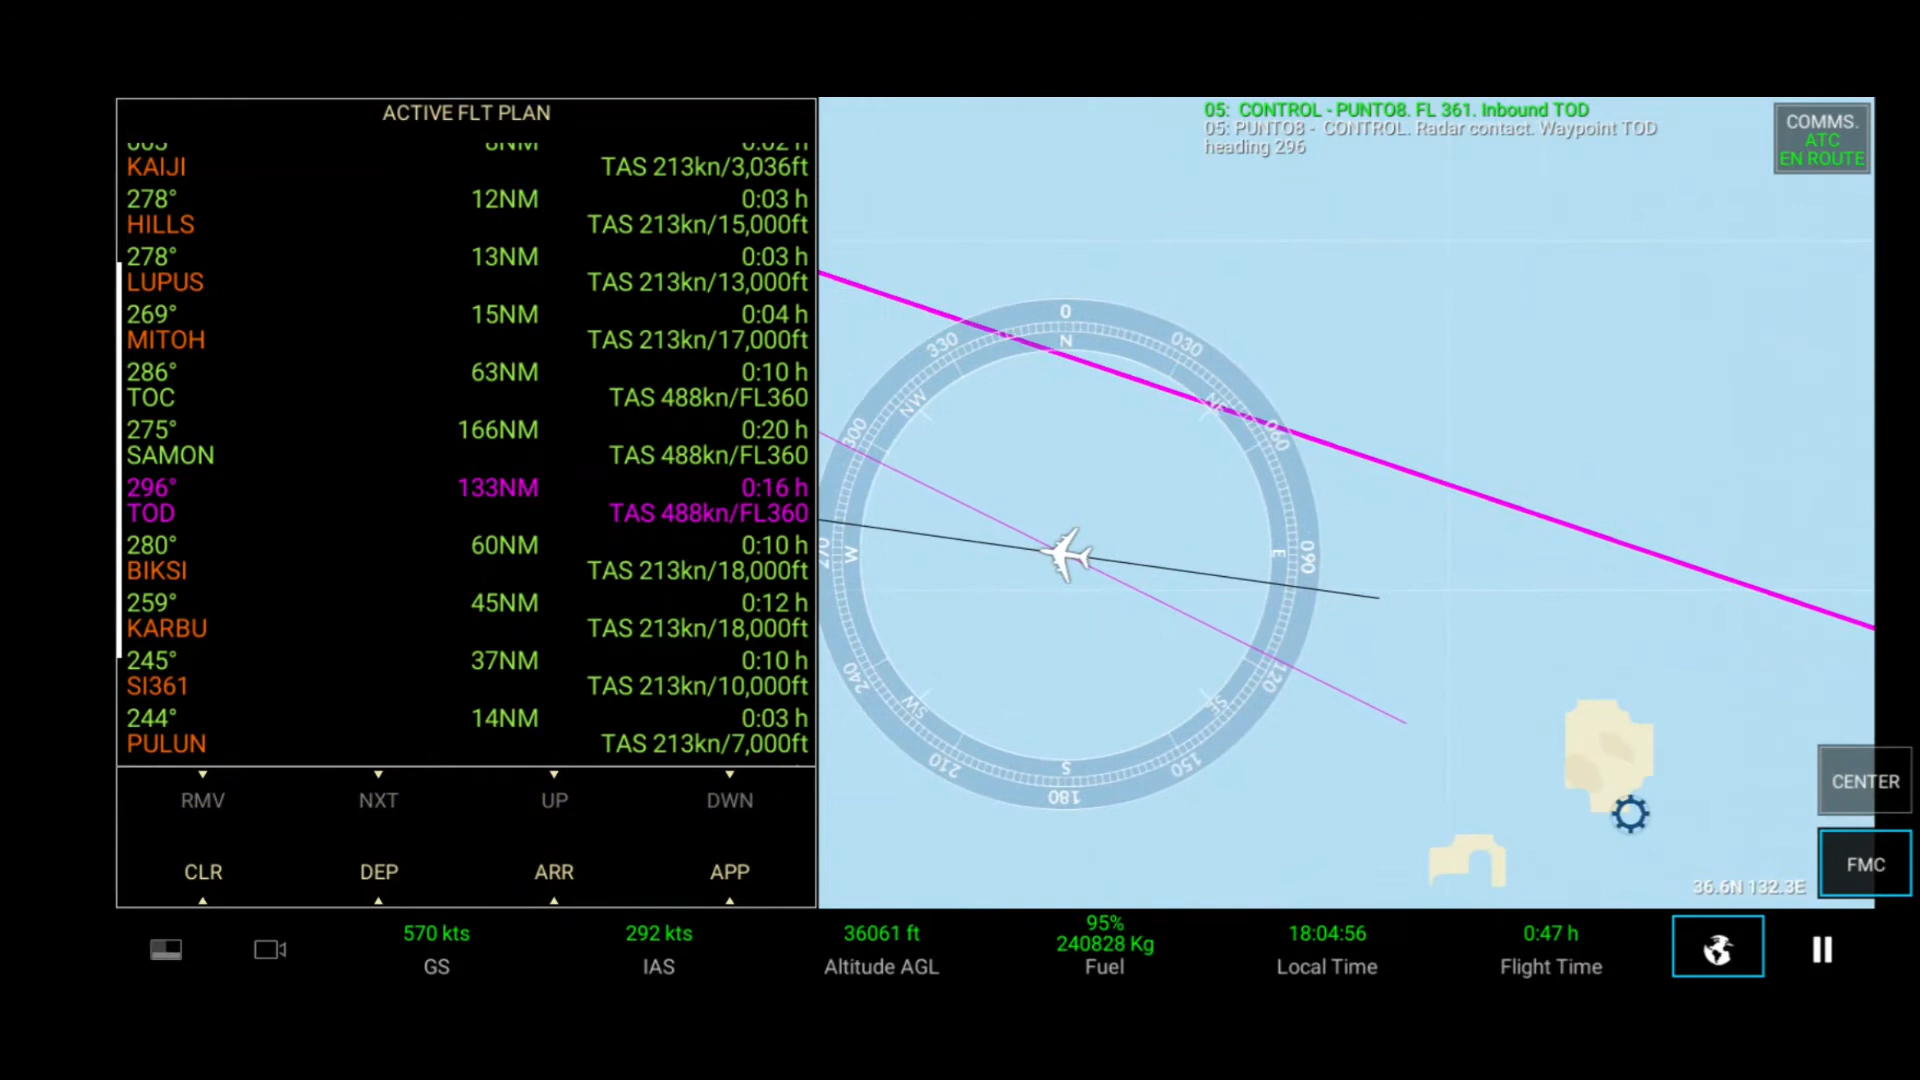 ACTIVE FLT PLAN
KAIJI TAS 213kn/3,036ft
278° 12NM 0:03 h
HILLS TAS 213kn/15,000ft
278° 13NM 0:03 h
LUPUS TAS 213kn/13,000ft
269° 15NM 0:04 h
MITOH TAS 213kn/17,000ft
286° 63NM 0:10 h
TOC TAS 488kn/FL360
275° 166NM 0:20 h
SAMON TAS 488kn/FL360
296° 133NM 0:16 h
TOD TAS 488kn/FL360
280° 60NM 0:10 h
BIKSI TAS 213kn/18,000ft
259° 45NM 0:12 h
KARBU TAS 213kn/18,000ft
245° 37NM 0:10 h
SI361 TAS 213kn/10,000ft
244° 14NM 0:03 h
PULUN TAS 213kn/7,000ft
RMV NXT UP DWN
CLR DEP ARR APP
05: CONTROL - PUNTO8. FL 361. Inbound TOD
05: PUNTO8 - CONTROL. Radar contact. Waypoint TOD
heading 296
COMMS.
ATC
EN ROUTE
0
030
060
090
120
150
180
210
240
270
300
330
N
NE
E
SE
S
SW
W
NW
CENTER
FMC
36.6N 132.3E
570 kts
GS
292 kts
IAS
36061 ft
Altitude AGL
95%
240828 Kg
Fuel
18:04:56
Local Time
0:47 h
Flight Time